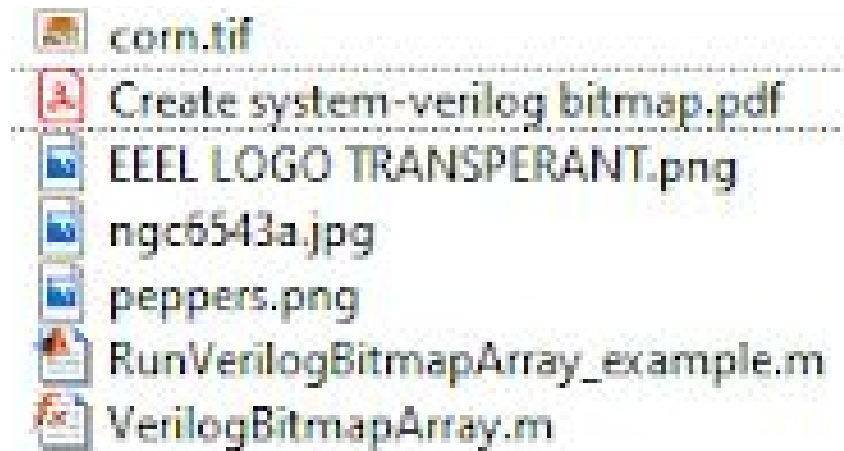 corn.tif
Create system-verilog bitmap.pdf
EEEL LOGO TRANSPERANT.png
ngc6543a.jpg
peppers.png
RunVerilogBitmapArray_example.m
VerilogBitmapArray.m